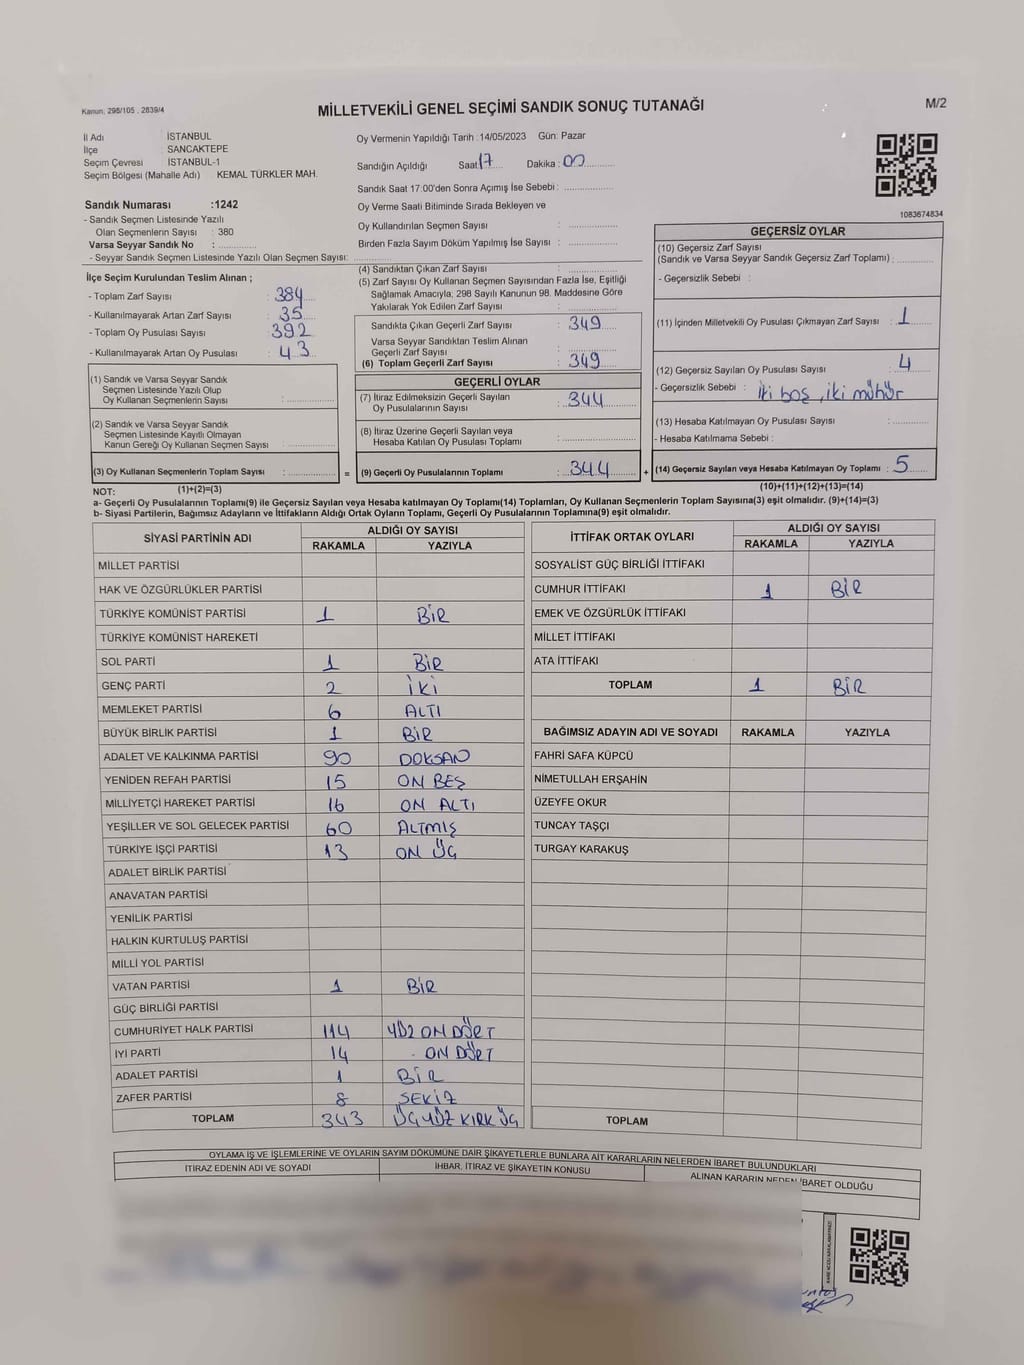 Kanun; 298/105 , 2839/4
MİLLETVEKİLİ GENEL SEÇİMİ SANDIK SONUÇ TUTANAĞI
M/2
İl Adı : İSTANBUL
İlçe : SANCAKTEPE
Seçim Çevresi : İSTANBUL-1
Seçim Bölgesi (Mahalle Adı) : KEMAL TÜRKLER MAH.
Sandık Numarası :1242
- Sandık Seçmen Listesinde Yazılı
Olan Seçmenlerin Sayısı : 380
Varsa Seyyar Sandık No :
- Seyyar Sandık Seçmen Listesinde Yazılı Olan Seçmen Sayısı:
Oy Vermenin Yapıldığı Tarih : 14/05/2023 Gün: Pazar
Sandığın Açıldığı Saat : 17 Dakika : 00
Sandık Saat 17:00'den Sonra Açımış İse Sebebi :
Oy Verme Saati Bitiminde Sırada Bekleyen ve
Oy Kullandırılan Seçmen Sayısı :
Birden Fazla Sayım Döküm Yapılmış İse Sayısı :
1083674834
İlçe Seçim Kurulundan Teslim Alınan ;
- Toplam Zarf Sayısı : 384
- Kullanılmayarak Artan Zarf Sayısı : 35
- Toplam Oy Pusulası Sayısı : 392
- Kullanılmayarak Artan Oy Pusulası : 43
(1) Sandık ve Varsa Seyyar Sandık
Seçmen Listesinde Yazılı Olup
Oy Kullanan Seçmenlerin Sayısı :
(2) Sandık ve Varsa Seyyar Sandık
Seçmen Listesinde Kayıtlı Olmayan
Kanun Gereği Oy Kullanan Seçmen Sayısı :
(3) Oy Kullanan Seçmenlerin Toplam Sayısı :
(1)+(2)=(3)
(4) Sandıktan Çıkan Zarf Sayısı :
(5) Zarf Sayısı Oy Kullanan Seçmen Sayısından Fazla İse, Eşitliği
Sağlamak Amacıyla; 298 Sayılı Kanunun 98. Maddesine Göre
Yakılarak Yok Edilen Zarf Sayısı :
Sandıkta Çıkan Geçerli Zarf Sayısı : 349
Varsa Seyyar Sandıktan Teslim Alınan
Geçerli Zarf Sayısı :
(6) Toplam Geçerli Zarf Sayısı : 349
GEÇERLİ OYLAR
(7) İtiraz Edilmeksizin Geçerli Sayılan
Oy Pusulalarının Sayısı : 344
(8) İtiraz Üzerine Geçerli Sayılan veya
Hesaba Katılan Oy Pusulası Toplamı :
= (9) Geçerli Oy Pusulalarının Toplamı : 344 +
GEÇERSİZ OYLAR
(10) Geçersiz Zarf Sayısı
(Sandık ve Varsa Seyyar Sandık Geçersiz Zarf Toplamı) :
- Geçersizlik Sebebi :
(11) İçinden Milletvekili Oy Pusulası Çıkmayan Zarf Sayısı : 1
(12) Geçersiz Sayılan Oy Pusulası Sayısı : 4
- Geçersizlik Sebebi : iki boş, iki mühür
(13) Hesaba Katılmayan Oy Pusulası Sayısı :
- Hesaba Katılmama Sebebi :
(14) Geçersiz Sayılan veya Hesaba Katılmayan Oy Toplamı : 5
(10)+(11)+(12)+(13)=(14)
NOT:
a- Geçerli Oy Pusulalarının Toplamı(9) ile Geçersiz Sayılan veya Hesaba katılmayan Oy Toplamı(14) Toplamları, Oy Kullanan Seçmenlerin Toplam Sayısına(3) eşit olmalıdır. (9)+(14)=(3)
b- Siyasi Partilerin, Bağımsız Adayların ve İttifakların Aldığı Ortak Oyların Toplamı, Geçerli Oy Pusulalarının Toplamına(9) eşit olmalıdır.
SİYASİ PARTİNİN ADI ALDIĞI OY SAYISI
RAKAMLA YAZIYLA
MİLLET PARTİSİ
HAK VE ÖZGÜRLÜKLER PARTİSİ
TÜRKİYE KOMÜNİST PARTİSİ 1 BİR
TÜRKİYE KOMÜNİST HAREKETİ
SOL PARTİ 1 BİR
GENÇ PARTİ 2 İKİ
MEMLEKET PARTİSİ 6 ALTI
BÜYÜK BİRLİK PARTİSİ 1 BİR
ADALET VE KALKINMA PARTİSİ 90 DOKSAN
YENİDEN REFAH PARTİSİ 15 ON BEŞ
MİLLİYETÇİ HAREKET PARTİSİ 16 ON ALTI
YEŞİLLER VE SOL GELECEK PARTİSİ 60 ALTMIŞ
TÜRKİYE İŞÇİ PARTİSİ 13 ON ÜÇ
ADALET BİRLİK PARTİSİ
ANAVATAN PARTİSİ
YENİLİK PARTİSİ
HALKIN KURTULUŞ PARTİSİ
MİLLİ YOL PARTİSİ
VATAN PARTİSİ 1 BİR
GÜÇ BİRLİĞİ PARTİSİ
CUMHURİYET HALK PARTİSİ 114 YÜZ ON DÖRT
İYİ PARTİ 14 ON DÖRT
ADALET PARTİSİ 1 BİR
ZAFER PARTİSİ 8 SEKİZ
TOPLAM 343 ÜÇYÜZ KIRK ÜÇ
İTTİFAK ORTAK OYLARI ALDIĞI OY SAYISI
RAKAMLA YAZIYLA
SOSYALİST GÜÇ BİRLİĞİ İTTİFAKI
CUMHUR İTTİFAKI 1 BİR
EMEK VE ÖZGÜRLÜK İTTİFAKI
MİLLET İTTİFAKI
ATA İTTİFAKI
TOPLAM 1 BİR
BAĞIMSIZ ADAYIN ADI VE SOYADI RAKAMLA YAZIYLA
FAHRİ SAFA KÜPCÜ
NİMETULLAH ERŞAHİN
ÜZEYFE OKUR
TUNCAY TAŞÇI
TURGAY KARAKUŞ
TOPLAM
OYLAMA İŞ VE İŞLEMLERİNE VE OYLARIN SAYIM DÖKÜMÜNE DAİR ŞİKAYETLERLE BUNLARA AİT KARARLARIN NELERDEN İBARET BULUNDUKLARI
İTİRAZ EDENİN ADI VE SOYADI İHBAR, İTİRAZ VE ŞİKAYETİN KONUSU ALINAN KARARIN NEDEN İBARET OLDUĞU